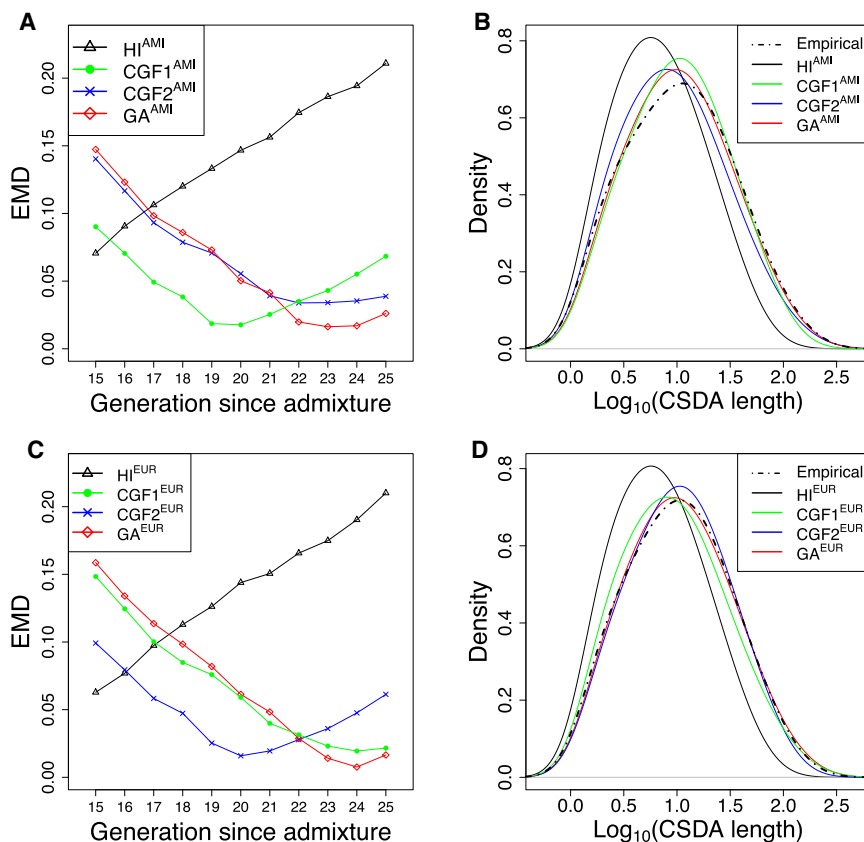 A
HI^AMI
CGF1^AMI
CGF2^AMI
GA^AMI
EMD
0.20
0.15
0.10
0.05
0.00
15 16 17 18 19 20 21 22 23 24 25
Generation since admixture
B
Empirical
HI^AMI
CGF1^AMI
CGF2^AMI
GA^AMI
Density
0.8
0.6
0.4
0.2
0.0
0.0 0.5 1.0 1.5 2.0 2.5
Log₁₀(CSDA length)
C
HI^EUR
CGF1^EUR
CGF2^EUR
GA^EUR
EMD
0.20
0.15
0.10
0.05
0.00
15 16 17 18 19 20 21 22 23 24 25
Generation since admixture
D
Empirical
HI^EUR
CGF1^EUR
CGF2^EUR
GA^EUR
Density
0.8
0.6
0.4
0.2
0.0
0.0 0.5 1.0 1.5 2.0 2.5
Log₁₀(CSDA length)